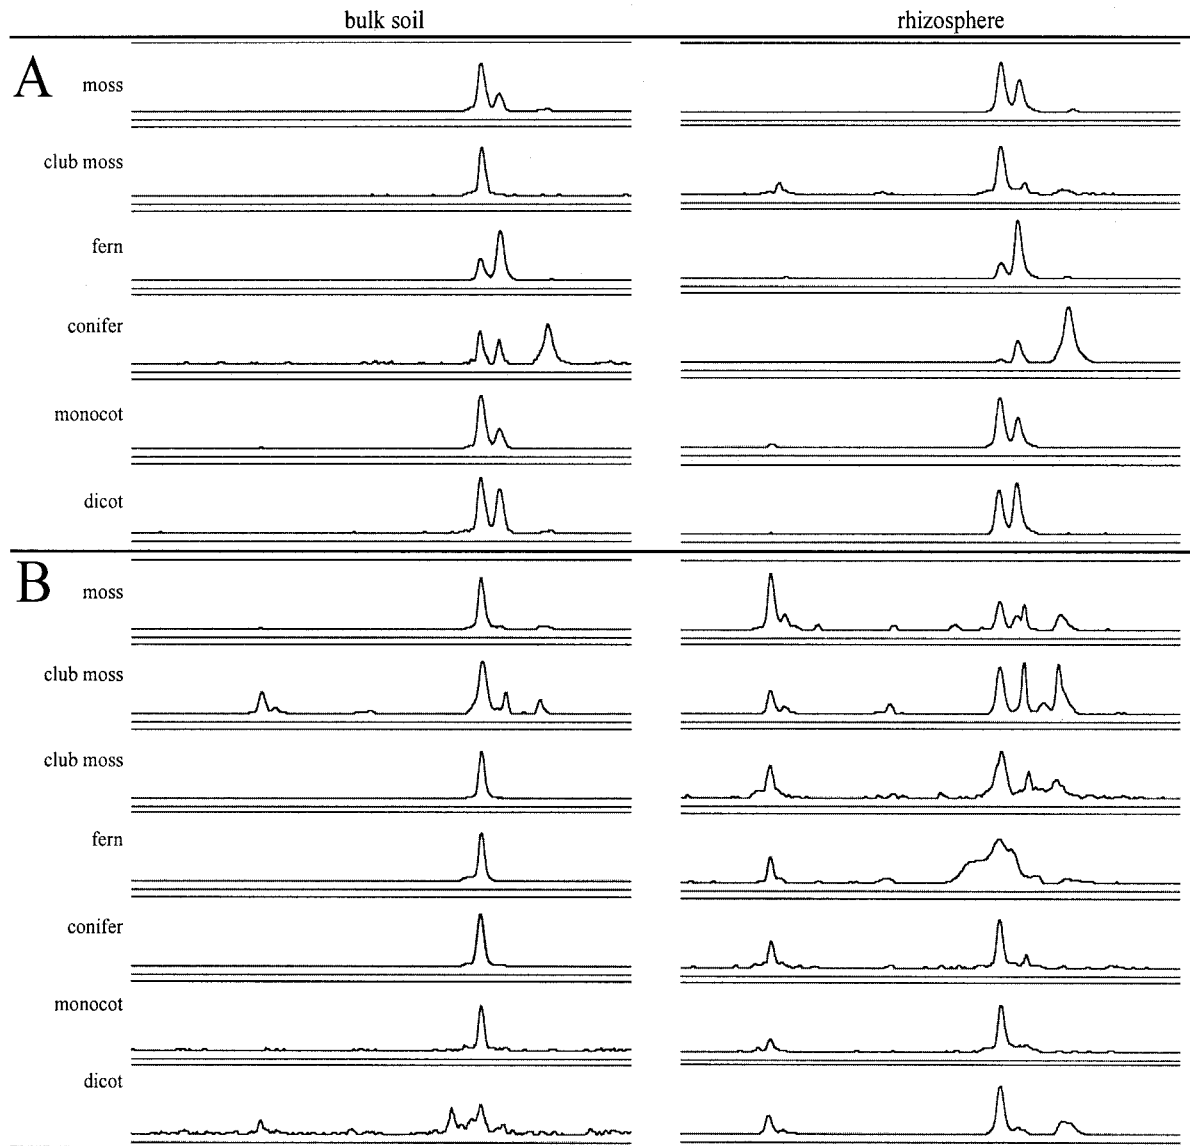 bulk soil rhizosphere
A
moss
club moss
fern
conifer
monocot
dicot
B
moss
club moss
club moss
fern
conifer
monocot
dicot